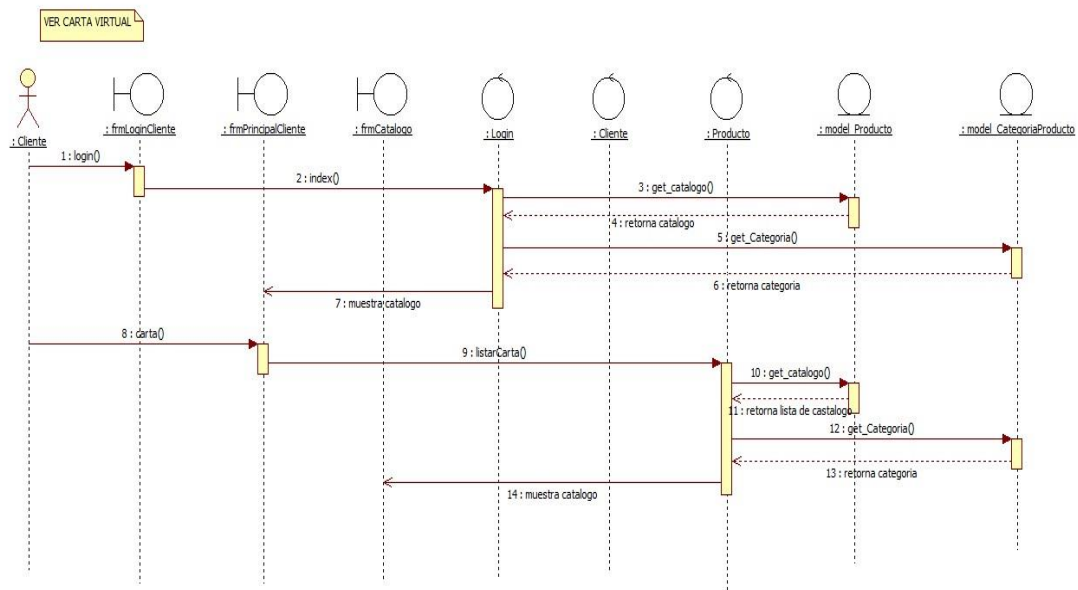 VER CARTA VIRTUAL
: Cliente
: frmLoginCliente
: frmPrincipalCliente
: frmCatalogo
: Login
: Cliente
: Producto
: model_Producto
: model_CategoriaProducto
1 : login()
2 : index()
3 : get_catalogo()
4 : retorna catalogo
5 : get_Categoria()
6 : retorna categoria
7 : muestra catalogo
8 : carta()
9 : listarCarta()
10 : get_catalogo()
11 : retorna lista de castalogo
12 : get_Categoria()
13 : retorna categoria
14 : muestra catalogo